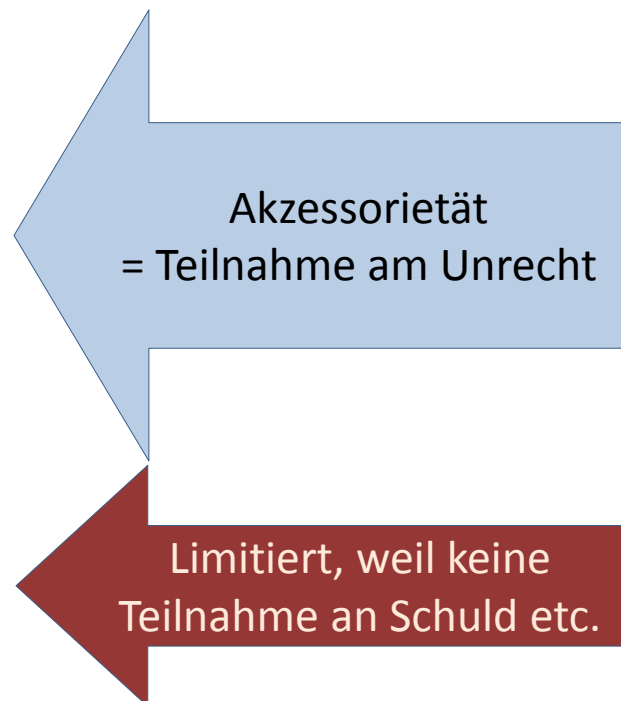 Akzessorietät
= Teilnahme am Unrecht
Limitiert, weil keine
Teilnahme an Schuld etc.